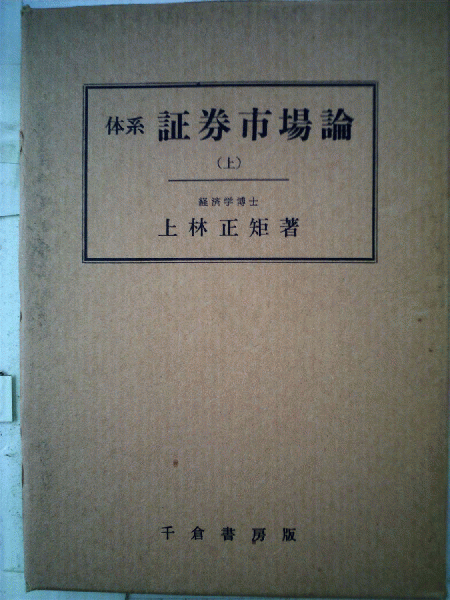 体系 証券市場論
(上)
経済学博士
上林正矩著
千倉書房版